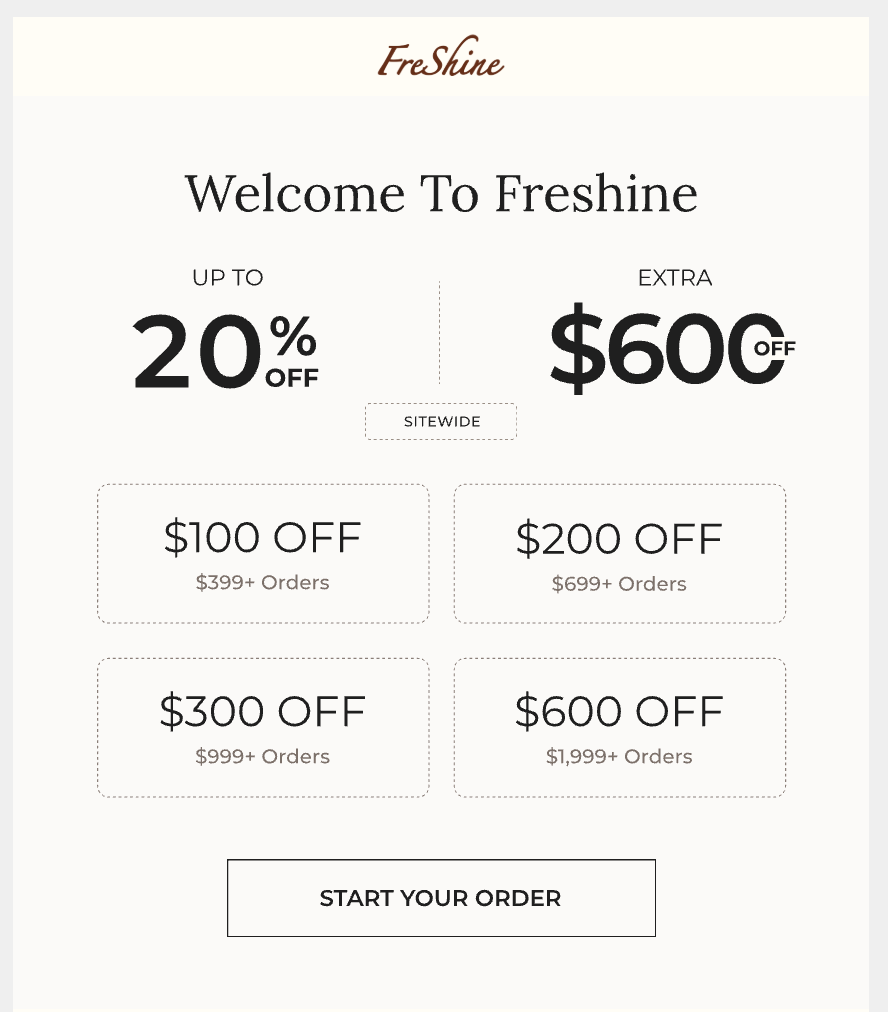 FreShine
Welcome To Freshine
UP TO
20% OFF
EXTRA
$600 OFF
SITEWIDE
$100 OFF
$399+ Orders
$200 OFF
$699+ Orders
$300 OFF
$999+ Orders
$600 OFF
$1,999+ Orders
START YOUR ORDER